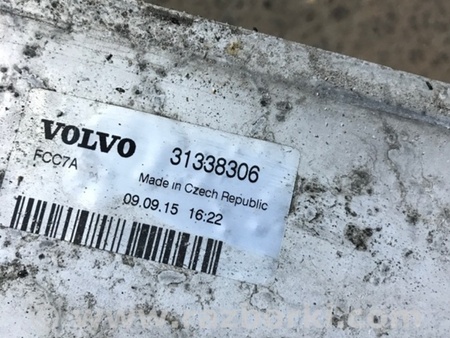 VOLVO 31338306
FCC7A Made in Czech Republic
09.09.15 16:22